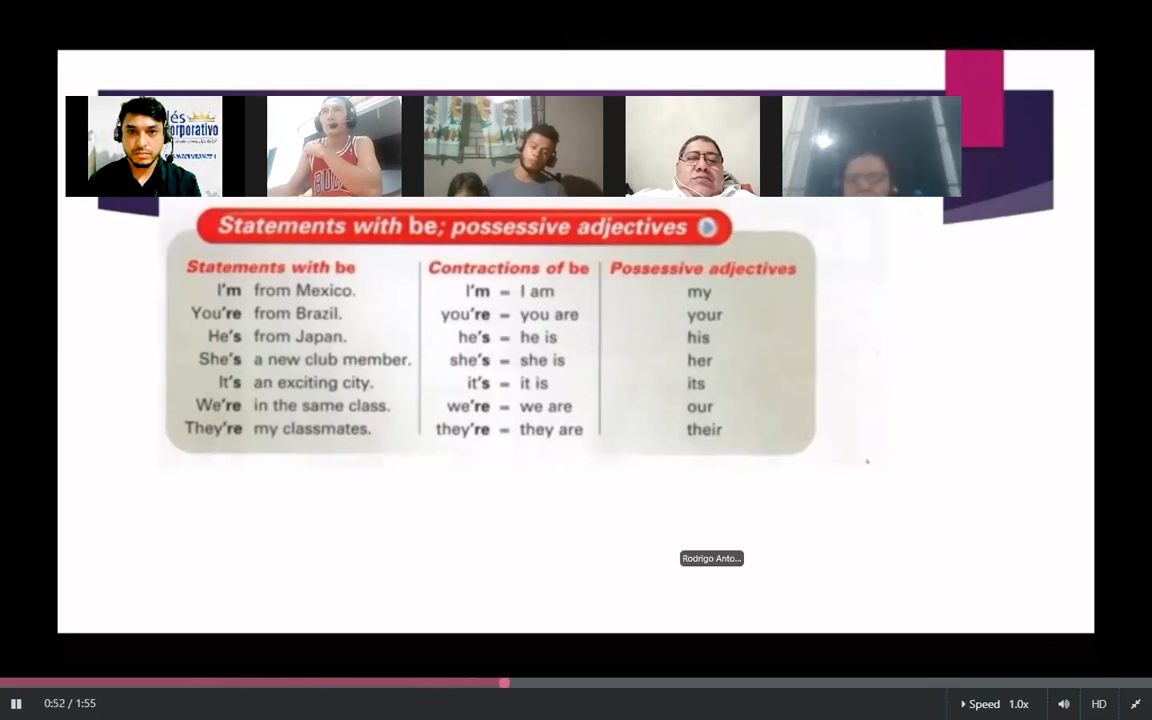 és
orporativo
Statements with be; possessive adjectives
Statements with be
I'm from Mexico.
You're from Brazil.
He's from Japan.
She's a new club member.
It's an exciting city.
We're in the same class.
They're my classmates.
Contractions of be
I'm = I am
you're = you are
he's = he is
she's = she is
it's = it is
we're = we are
they're = they are
Possessive adjectives
my
your
his
her
its
our
their
Rodrigo Anto...
0:52 / 1:55
Speed 1.0x
HD